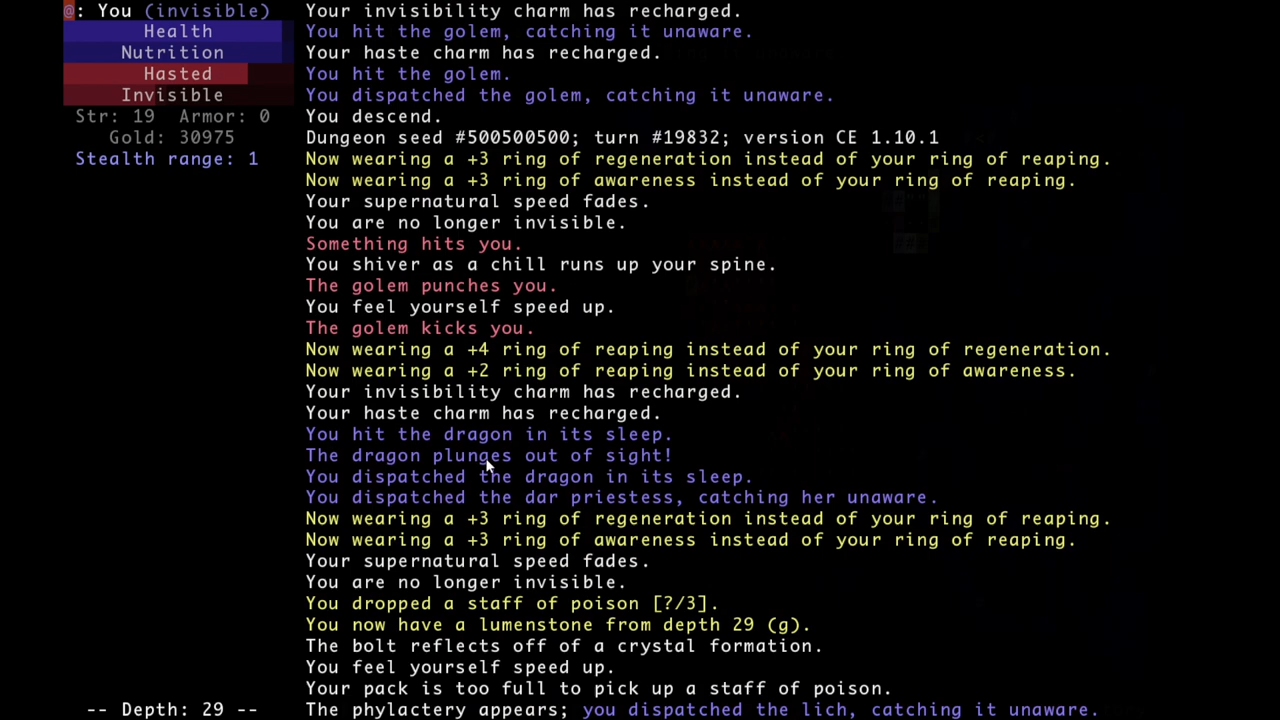 @: You (invisible)
Health
Nutrition
Hasted
Invisible
Str: 19 Armor: 0
Gold: 30975
Stealth range: 1
-- Depth: 29 --
Your invisibility charm has recharged.
You hit the golem, catching it unaware.
Your haste charm has recharged.
You hit the golem.
You dispatched the golem, catching it unaware.
You descend.
Dungeon seed #500500500; turn #19832; version CE 1.10.1
Now wearing a +3 ring of regeneration instead of your ring of reaping.
Now wearing a +3 ring of awareness instead of your ring of reaping.
Your supernatural speed fades.
You are no longer invisible.
Something hits you.
You shiver as a chill runs up your spine.
The golem punches you.
You feel yourself speed up.
The golem kicks you.
Now wearing a +4 ring of reaping instead of your ring of regeneration.
Now wearing a +2 ring of reaping instead of your ring of awareness.
Your invisibility charm has recharged.
Your haste charm has recharged.
You hit the dragon in its sleep.
The dragon plunges out of sight!
You dispatched the dragon in its sleep.
You dispatched the dar priestess, catching her unaware.
Now wearing a +3 ring of regeneration instead of your ring of reaping.
Now wearing a +3 ring of awareness instead of your ring of reaping.
Your supernatural speed fades.
You are no longer invisible.
You dropped a staff of poison [?/3].
You now have a lumenstone from depth 29 (g).
The bolt reflects off of a crystal formation.
You feel yourself speed up.
Your pack is too full to pick up a staff of poison.
The phylactery appears; you dispatched the lich, catching it unaware.